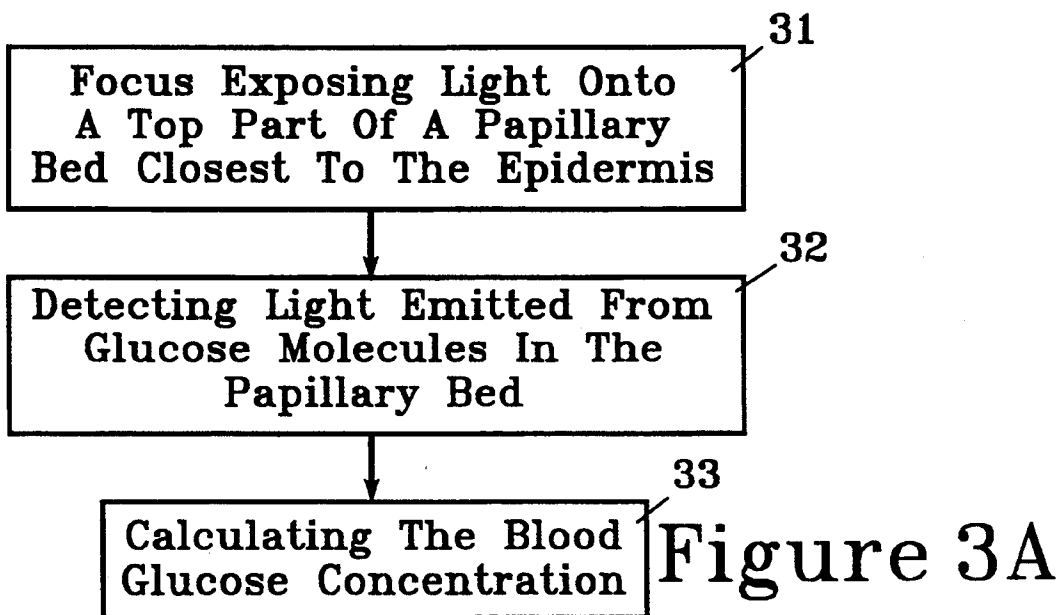 31
Focus Exposing Light Onto
A Top Part Of A Papillary
Bed Closest To The Epidermis
32
Detecting Light Emitted From
Glucose Molecules In The
Papillary Bed
33
Calculating The Blood
Glucose Concentration
Figure 3A